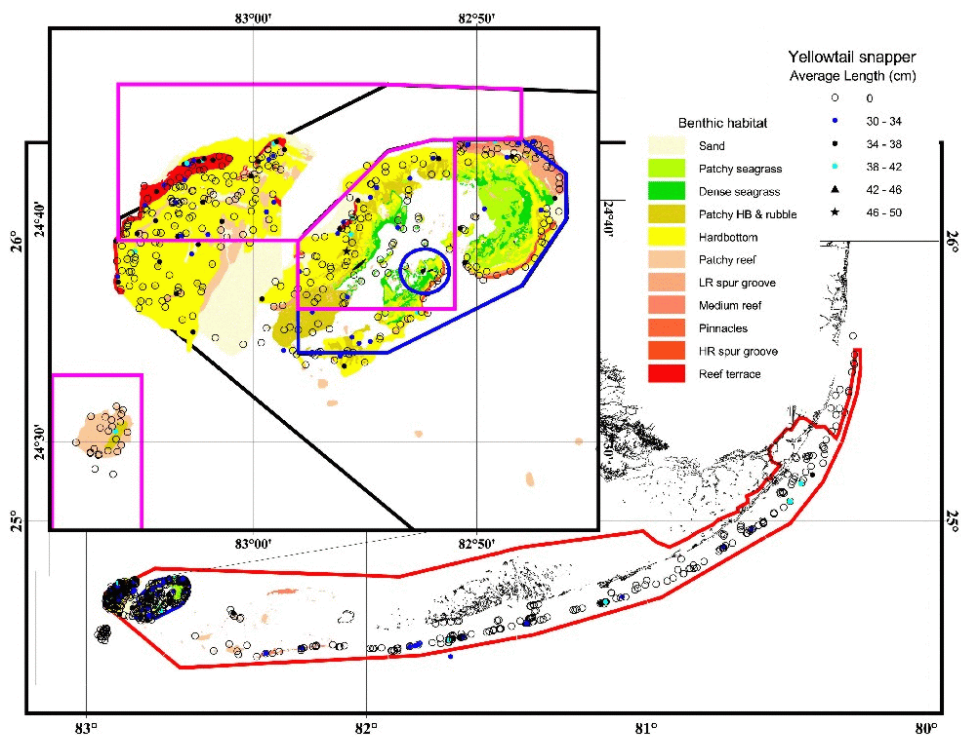 83°00'
82°50'
Yellowtail snapper
Average Length (cm)
0
30 - 34
34 - 38
38 - 42
42 - 46
46 - 50
Benthic habitat
Sand
Patchy seagrass
Dense seagrass
Patchy HB & rubble
Hardbottom
Patchy reef
LR spur groove
Medium reef
Pinnacles
HR spur groove
Reef terrace
24°40'
24°40'
26°
26°
24°30'
25°
25°
83°00'
82°50'
83°
82°
81°
80°